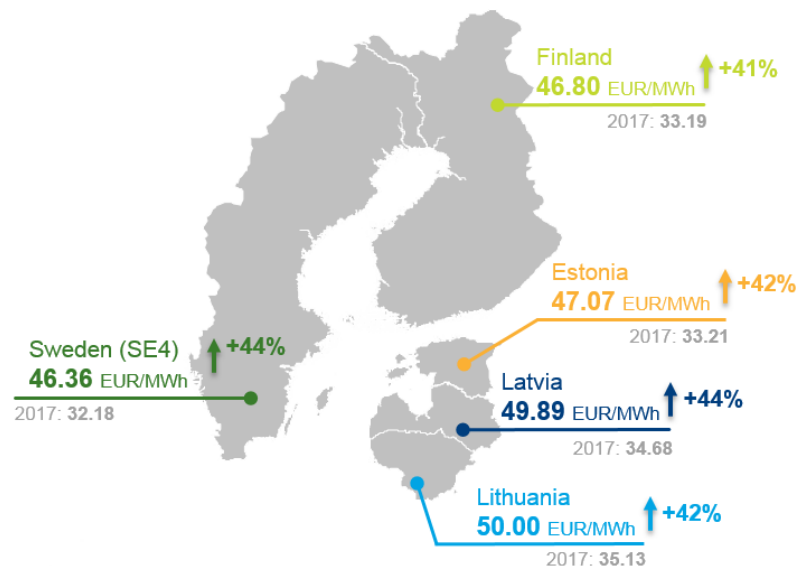 Finland
46.80 EUR/MWh +41%
2017: 33.19
Estonia
47.07 EUR/MWh +42%
2017: 33.21
Sweden (SE4) +44%
46.36 EUR/MWh
2017: 32.18
Latvia
49.89 EUR/MWh +44%
2017: 34.68
Lithuania
50.00 EUR/MWh +42%
2017: 35.13